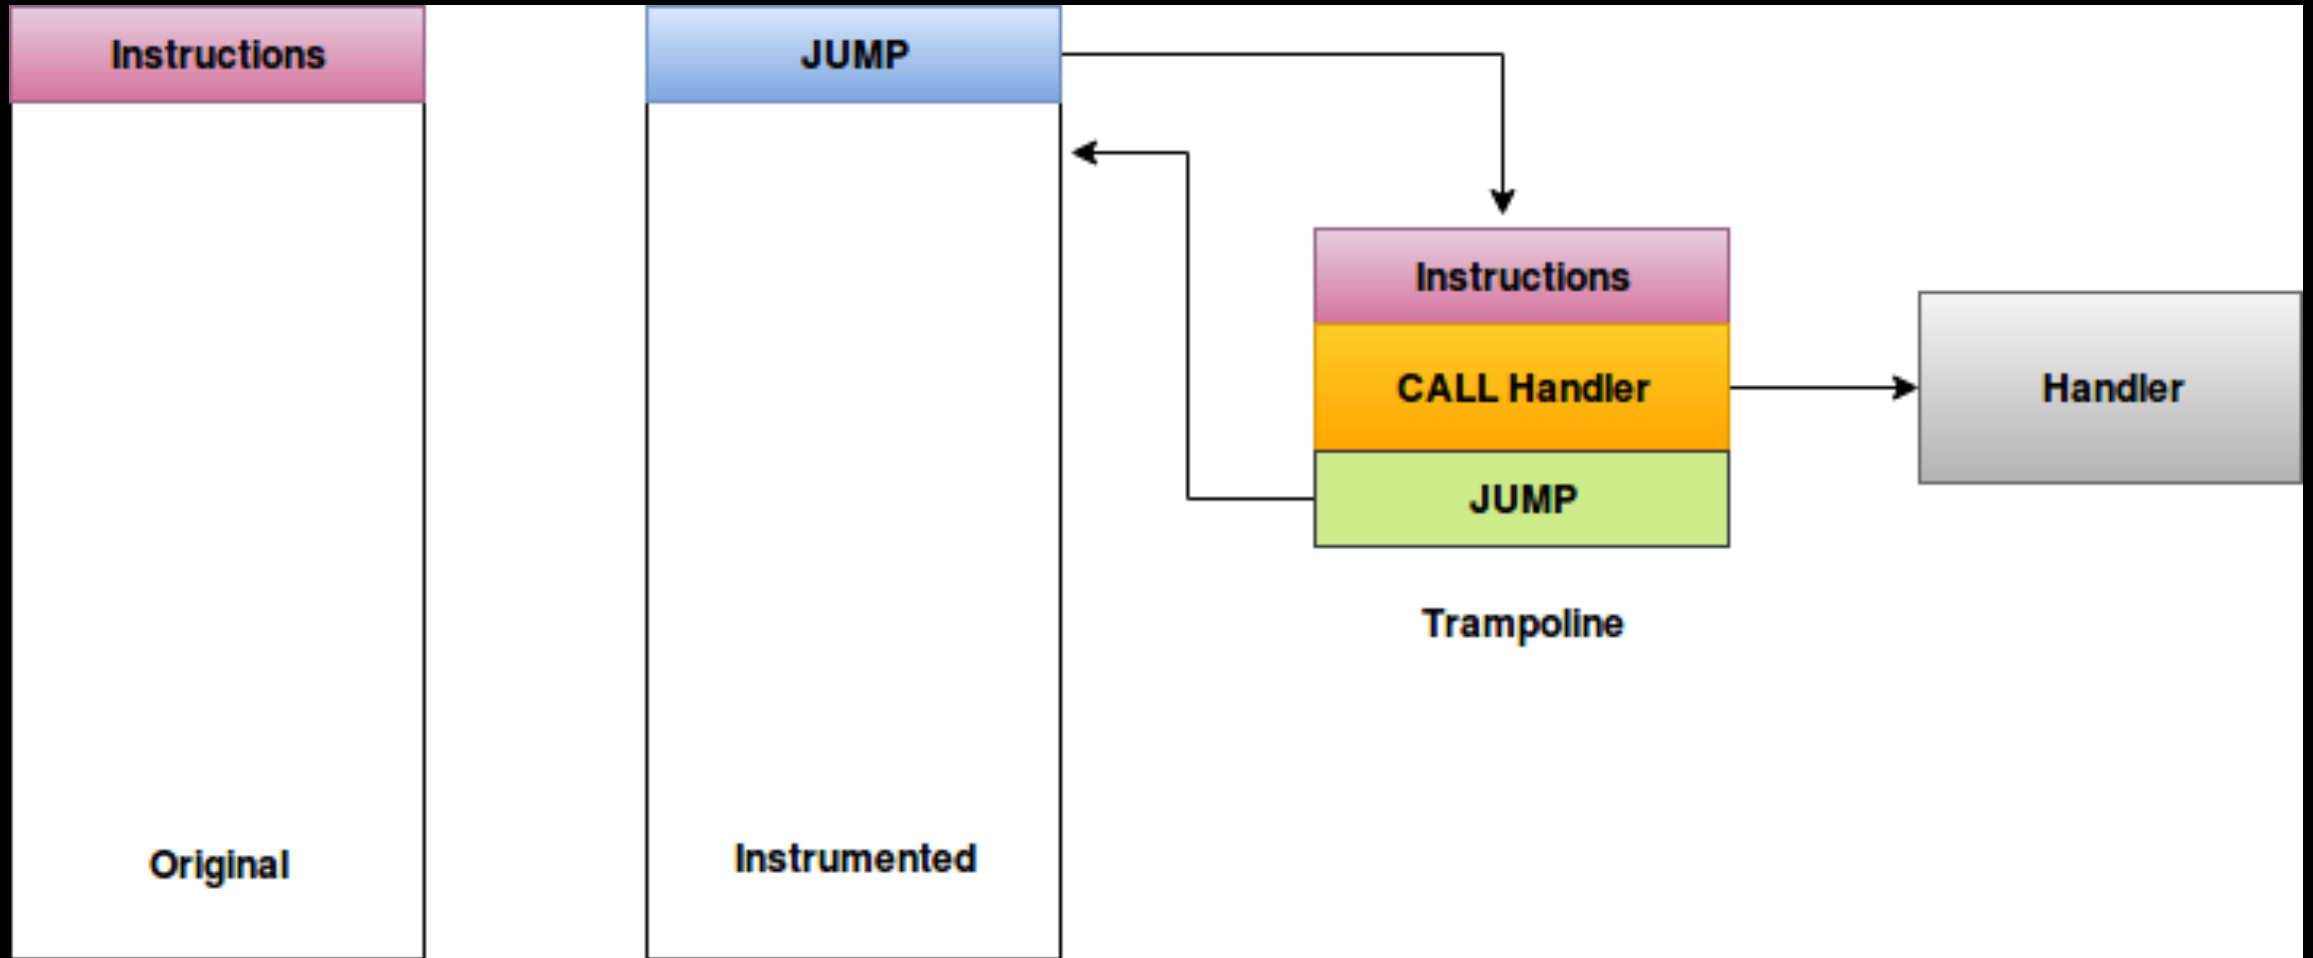 Instructions
JUMP
Instructions
CALL Handler
Handler
JUMP
Trampoline
Original
Instrumented